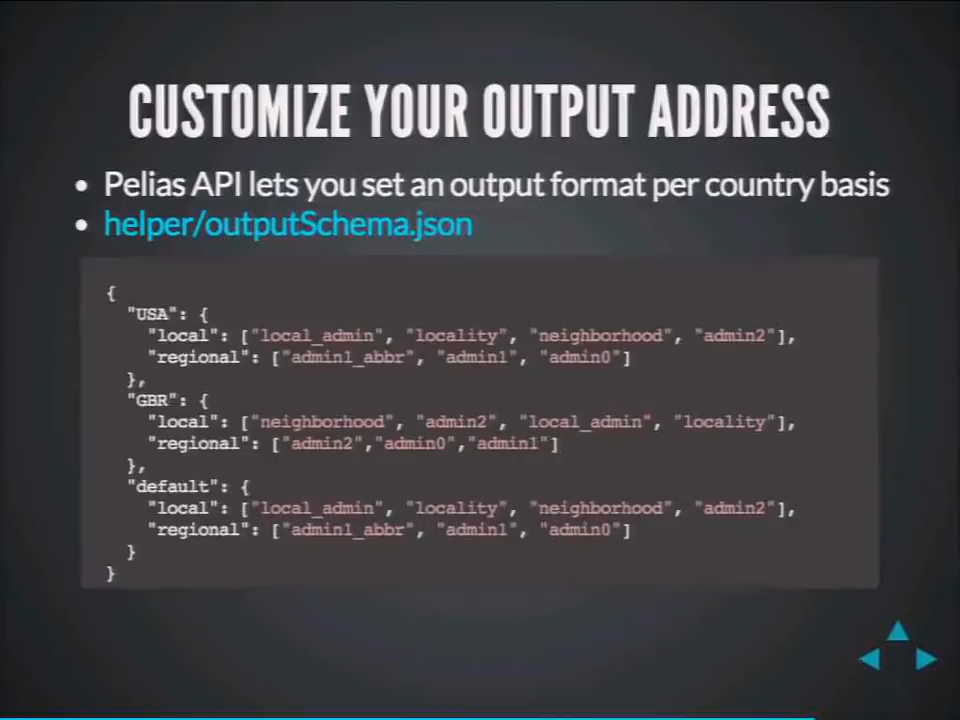 CUSTOMIZE YOUR OUTPUT ADDRESS
• Pelias API lets you set an output format per country basis
• helper/outputSchema.json
{
  "USA": {
    "local": ["local_admin", "locality", "neighborhood", "admin2"],
    "regional": ["admin1_abbr", "admin1", "admin0"]
  },
  "GBR": {
    "local": ["neighborhood", "admin2", "local_admin", "locality"],
    "regional": ["admin2","admin0","admin1"]
  },
  "default": {
    "local": ["local_admin", "locality", "neighborhood", "admin2"],
    "regional": ["admin1_abbr", "admin1", "admin0"]
  }
}